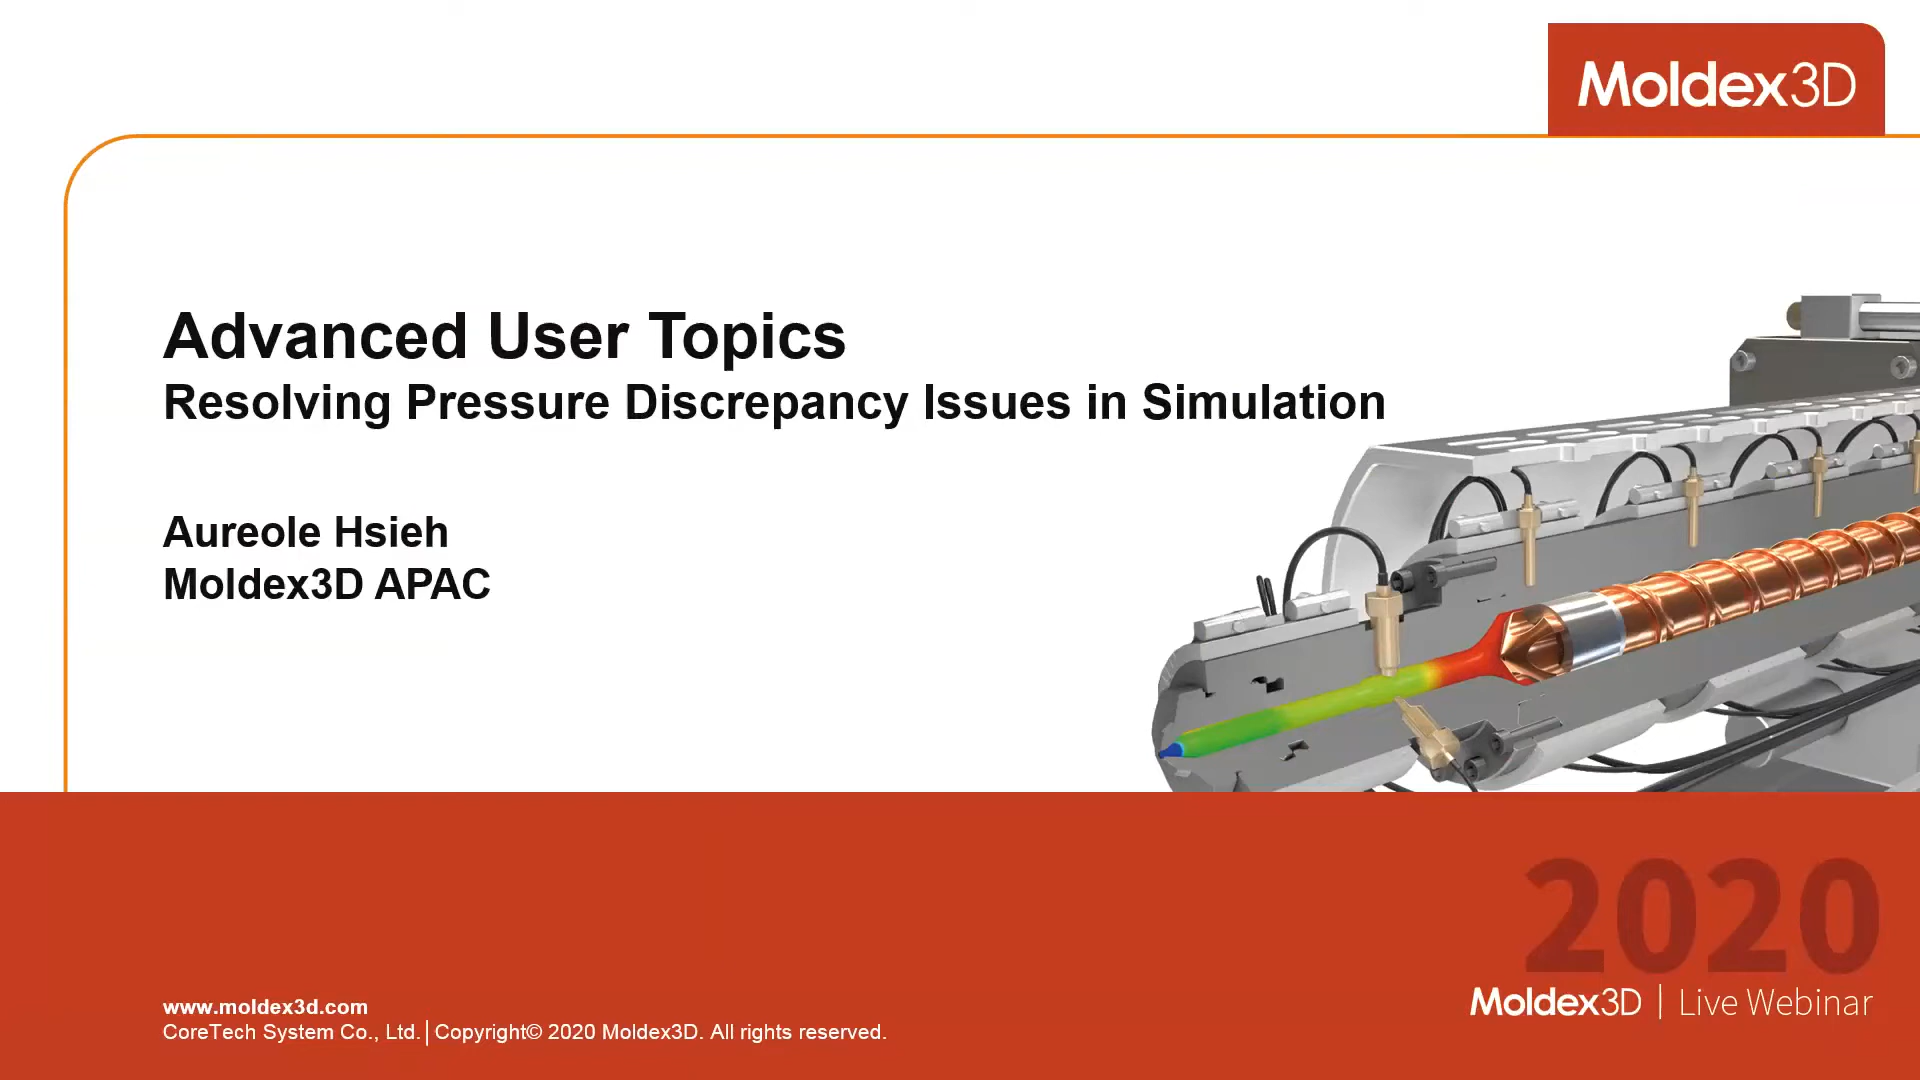 Moldex3D
Advanced User Topics
Resolving Pressure Discrepancy Issues in Simulation
Aureole Hsieh
Moldex3D APAC
2020
Moldex3D | Live Webinar
www.moldex3d.com
CoreTech System Co., Ltd.│Copyright© 2020 Moldex3D. All rights reserved.